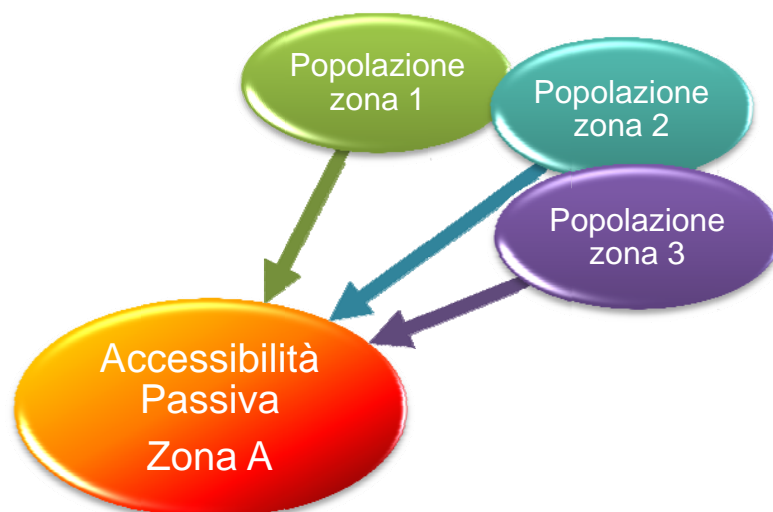 Popolazione
zona 1
Popolazione
zona 2
Popolazione
zona 3
Accessibilità
Passiva
Zona A